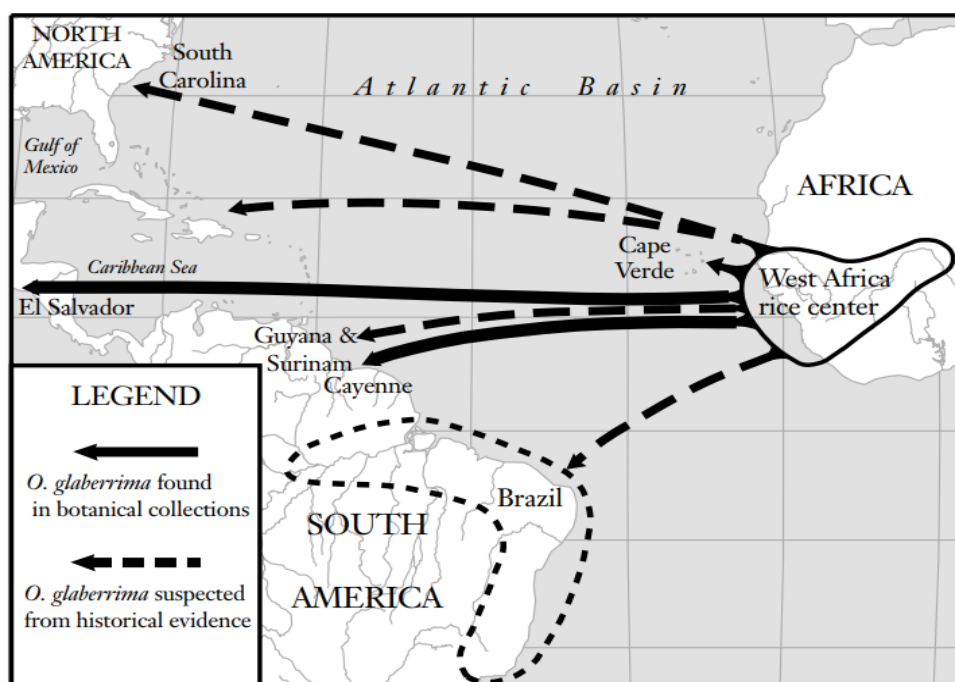 NORTH
AMERICA
South
Carolina
Atlantic Basin
Gulf of
Mexico
AFRICA
Cape
Verde
Caribbean Sea
West Africa
rice center
El Salvador
Guyana &
Surinam
Cayenne
LEGEND
O. glaberrima found
in botanical collections
O. glaberrima suspected
from historical evidence
Brazil
SOUTH
AMERICA